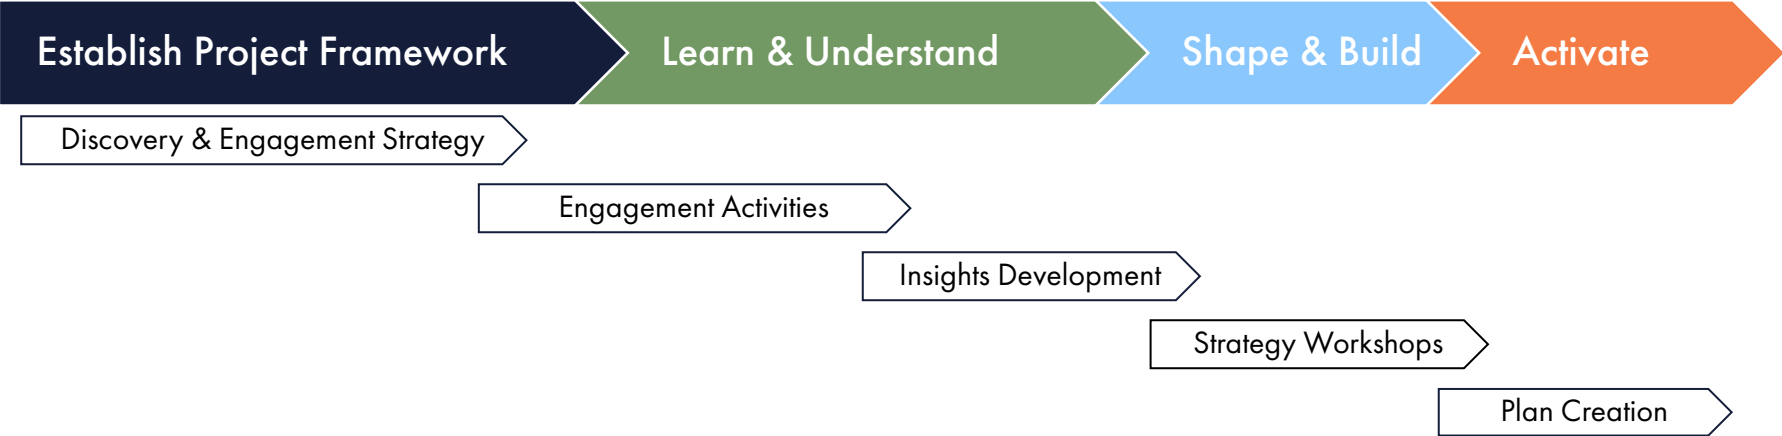 Establish Project Framework
Learn & Understand
Shape & Build
Activate
Discovery & Engagement Strategy
Engagement Activities
Insights Development
Strategy Workshops
Plan Creation